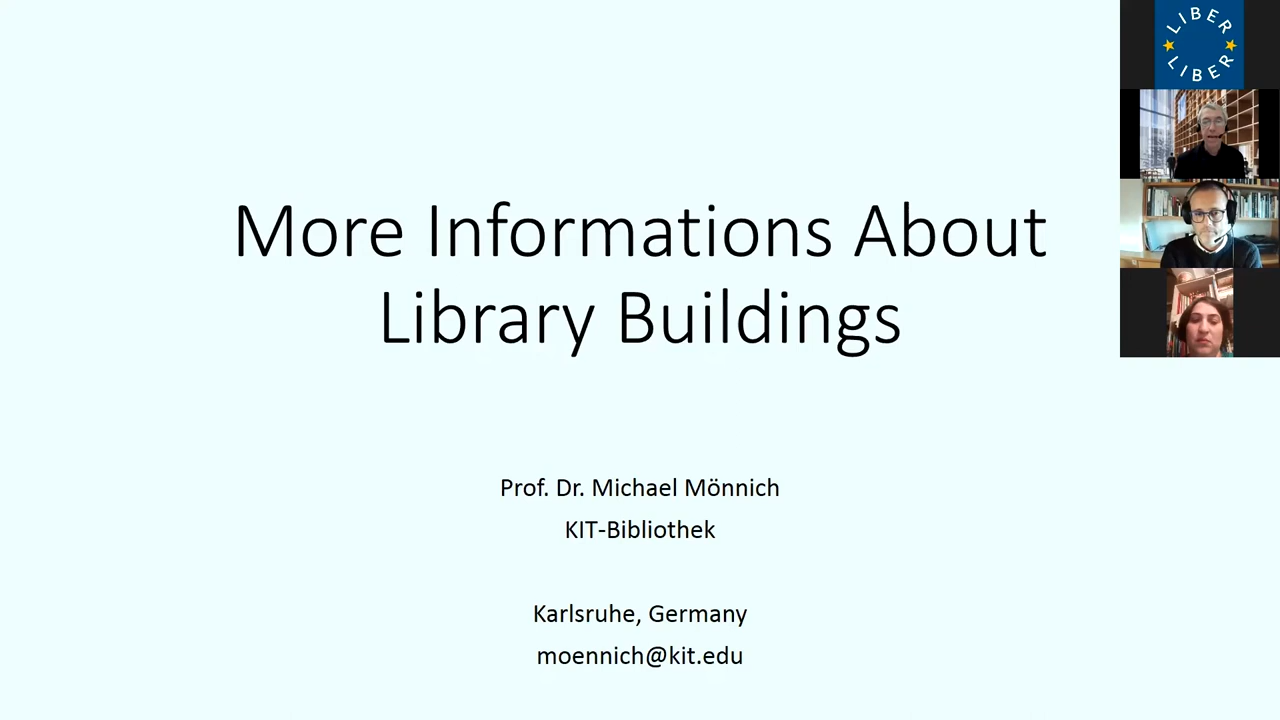 More Informations About
Library Buildings
Prof. Dr. Michael Mönnich
KIT-Bibliothek
Karlsruhe, Germany
moennich@kit.edu
LIBER
LIBER